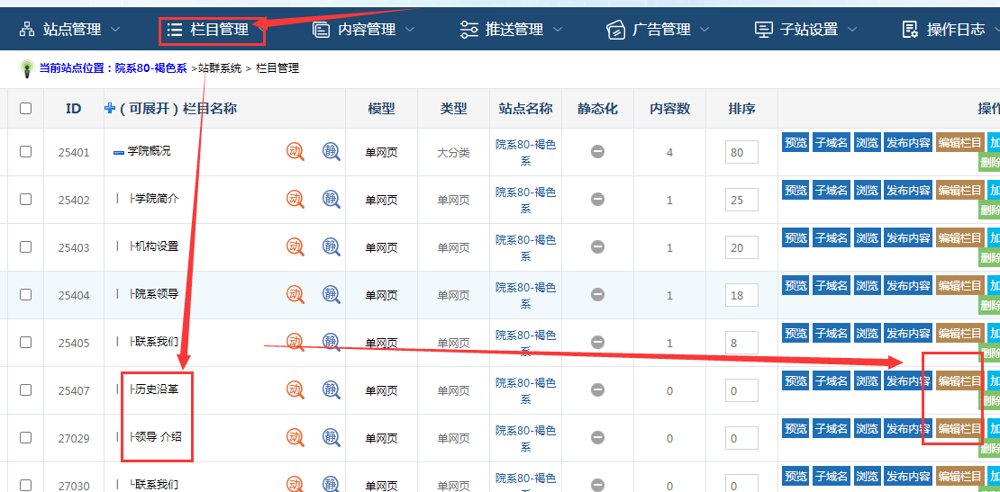 站点管理 栏目管理 内容管理 推送管理 广告管理 子站设置 操作日志
当前站点位置：院系80-褐色系 >站群系统 > 栏目管理
ID (可展开) 栏目名称 模型 类型 站点名称 静态化 内容数 排序 操作
25401 学院概况 动 静 单网页 大分类 院系80-褐色系 4 80 预览 子域名 浏览 发布内容 编辑栏目 加 删除
25402 ├学院简介 动 静 单网页 单网页 院系80-褐色系 1 25 预览 子域名 浏览 发布内容 编辑栏目 加 删除
25403 ├机构设置 动 静 单网页 单网页 院系80-褐色系 1 20 预览 子域名 浏览 发布内容 编辑栏目 加 删除
25404 ├院系领导 动 静 单网页 单网页 院系80-褐色系 1 18 预览 子域名 浏览 发布内容 编辑栏目 加 删除
25405 ├联系我们 动 静 单网页 单网页 院系80-褐色系 1 8 预览 子域名 浏览 发布内容 编辑栏目 加 删除
25407 ├历史沿革 动 静 单网页 单网页 院系80-褐色系 0 0 预览 子域名 浏览 发布内容 编辑栏目 加 删除
27029 ├领导 介绍 动 静 单网页 单网页 院系80-褐色系 0 0 预览 子域名 浏览 发布内容 编辑栏目 加 删除
27030 └联系我们 动 静 单网页 单网页 院系80-褐色 0 0 预览 子域名 浏览 发布内容 编辑栏目 加